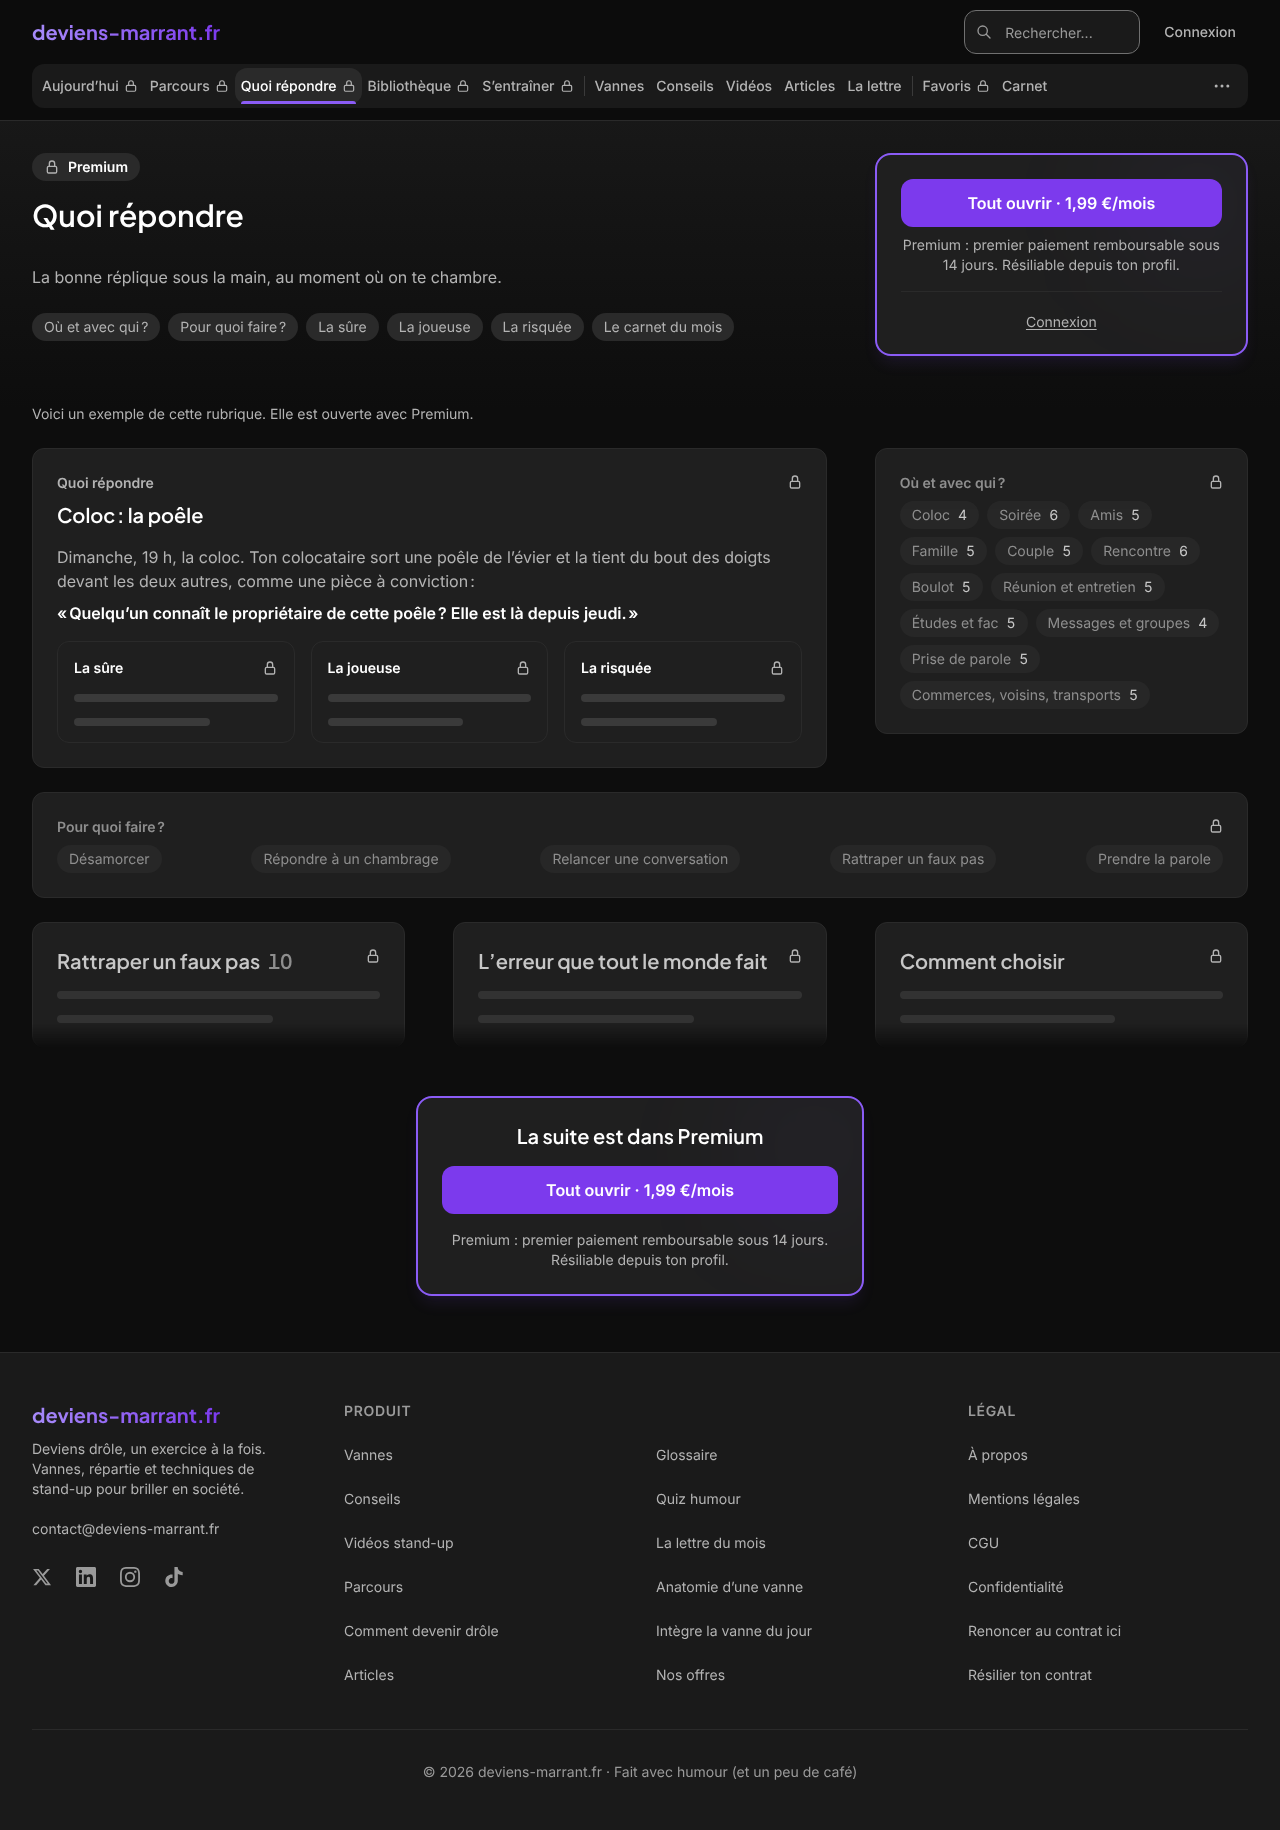 deviens-marrant.fr
Rechercher...
Connexion
Aujourd’hui
Parcours
Quoi répondre
Bibliothèque
S’entraîner
Vannes
Conseils
Vidéos
Articles
La lettre
Favoris
Carnet
Premium
Quoi répondre
La bonne réplique sous la main, au moment où on te chambre.
Où et avec qui ?
Pour quoi faire ?
La sûre
La joueuse
La risquée
Le carnet du mois
Tout ouvrir · 1,99 €/mois
Premium : premier paiement remboursable sous
14 jours. Résiliable depuis ton profil.
Connexion
Voici un exemple de cette rubrique. Elle est ouverte avec Premium.
Quoi répondre
Coloc : la poêle
Dimanche, 19 h, la coloc. Ton colocataire sort une poêle de l’évier et la tient du bout des doigts
devant les deux autres, comme une pièce à conviction :
« Quelqu’un connaît le propriétaire de cette poêle ? Elle est là depuis jeudi. »
La sûre
La joueuse
La risquée
Où et avec qui ?
Coloc 4
Soirée 6
Amis 5
Famille 5
Couple 5
Rencontre 6
Boulot 5
Réunion et entretien 5
Études et fac 5
Messages et groupes 4
Prise de parole 5
Commerces, voisins, transports 5
Pour quoi faire ?
Désamorcer
Répondre à un chambrage
Relancer une conversation
Rattraper un faux pas
Prendre la parole
Rattraper un faux pas 10
L’erreur que tout le monde fait
Comment choisir
La suite est dans Premium
Tout ouvrir · 1,99 €/mois
Premium : premier paiement remboursable sous 14 jours.
Résiliable depuis ton profil.
deviens-marrant.fr
Deviens drôle, un exercice à la fois.
Vannes, répartie et techniques de
stand-up pour briller en société.
contact@deviens-marrant.fr
PRODUIT
Vannes
Conseils
Vidéos stand-up
Parcours
Comment devenir drôle
Articles
Glossaire
Quiz humour
La lettre du mois
Anatomie d’une vanne
Intègre la vanne du jour
Nos offres
LÉGAL
À propos
Mentions légales
CGU
Confidentialité
Renoncer au contrat ici
Résilier ton contrat
© 2026 deviens-marrant.fr · Fait avec humour (et un peu de café)